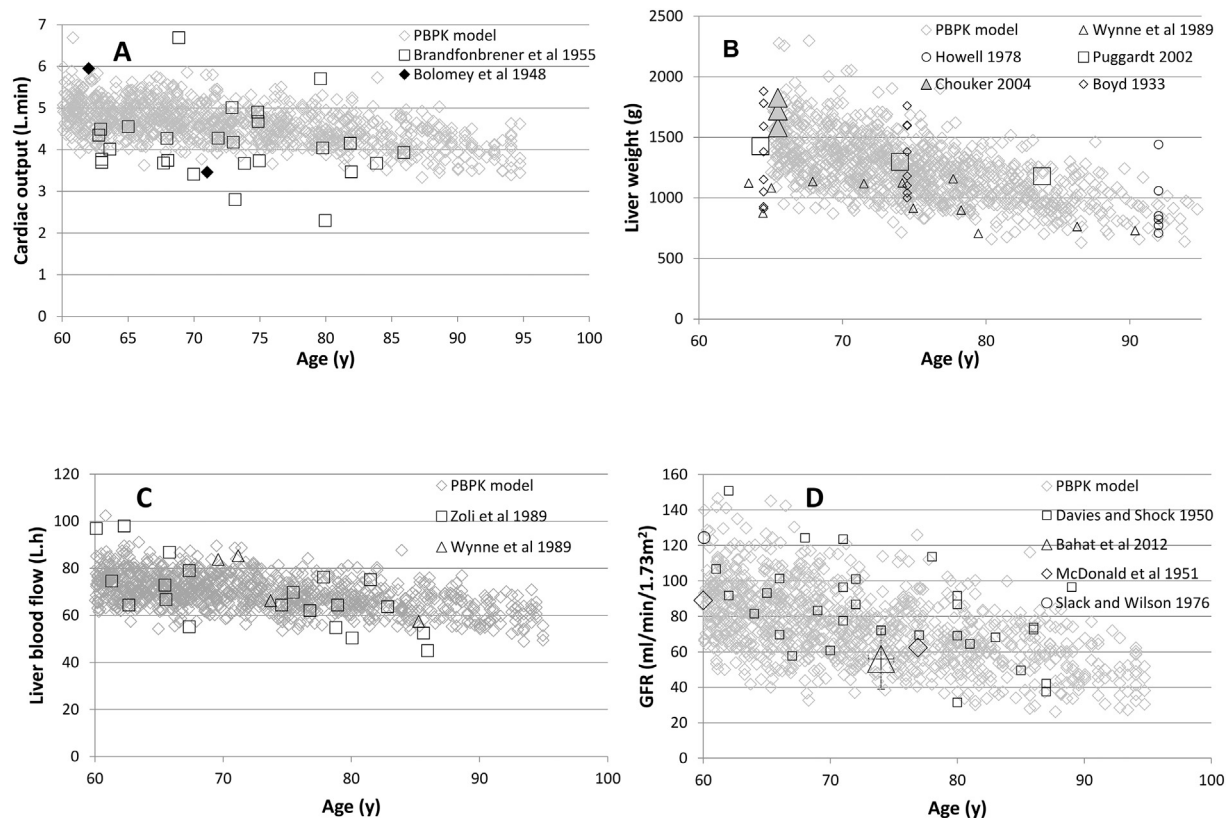 A
PBPK model
Brandfonbrener et al 1955
Bolomey et al 1948
7
6
5
4
3
2
1
0
Cardiac output (L.min)
60 65 70 75 80 85 90 95 100
Age (y)
B
PBPK model Wynne et al 1989
Howell 1978 Puggardt 2002
Chouker 2004 Boyd 1933
2500
2000
1500
1000
500
0
Liver weight (g)
60 70 80 90
Age (y)
C
PBPK model
Zoli et al 1989
Wynne et al 1989
120
100
80
60
40
20
0
Liver blood flow (L.h)
60 70 80 90 100
Age (y)
D
PBPK model
Davies and Shock 1950
Bahat et al 2012
McDonald et al 1951
Slack and Wilson 1976
160
140
120
100
80
60
40
20
0
GFR (ml/min/1.73m²)
60 70 80 90 100
Age (y)